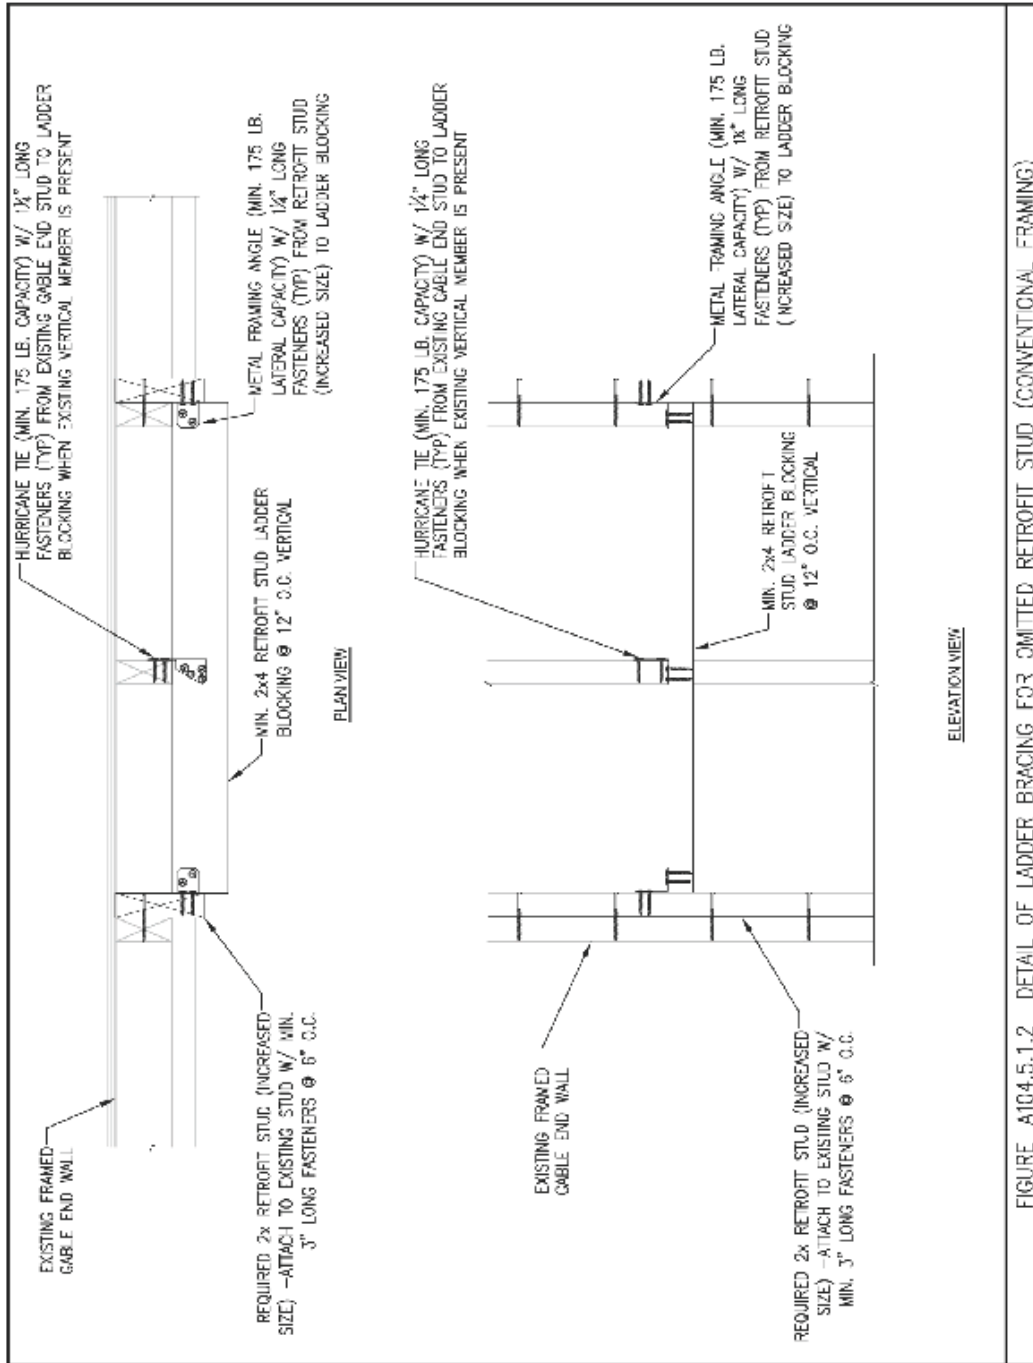 EXISTING FRAMED
GABLE END WALL
HURRICANE TIE (MIN. 175 LB. CAPACITY) W/ 1¼" LONG
FASTENERS (TYP) FROM EXISTING GABLE END STUD TO LADDER
BLOCKING WHEN EXISTING VERTICAL MEMBER IS PRESENT
REQUIRED 2x RETROFIT STUD (INCREASED
SIZE) -ATTACH TO EXISTING STUD W/ MIN.
3" LONG FASTENERS @ 6" O.C.
MIN. 2x4 RETROFIT STUD LADDER
BLOCKING @ 12" O.C. VERTICAL
METAL FRAMING ANGLE (MIN. 175 LB.
LATERAL CAPACITY) W/ 1¼" LONG
FASTENERS (TYP) FROM RETROFIT STUD
(INCREASED SIZE) TO LADDER BLOCKING
PLAN VIEW
HURRICANE TIE (MIN. 175 LB. CAPACITY) W/ 1¼" LONG
FASTENERS (TYP) FROM EXISTING GABLE END STUD TO LADDER
BLOCKING WHEN EXISTING VERTICAL MEMBER IS PRESENT
EXISTING FRAMED
GABLE END WALL
METAL FRAMING ANGLE (MIN. 175 LB.
LATERAL CAPACITY) W/ 1¼" LONG
FASTENERS (TYP) FROM RETROFIT STUD
(INCREASED SIZE) TO LADDER BLOCKING
MIN. 2x4 RETROFIT
STUD LADDER BLOCKING
@ 12" O.C. VERTICAL
REQUIRED 2x RETROFIT STUD (INCREASED
SIZE) -ATTACH TO EXISTING STUD W/
MIN. 3" LONG FASTENERS @ 6" O.C.
ELEVATION VIEW
FIGURE A104.5.1.2 DETAIL OF LADDER BRACING FOR OMITTED RETROFIT STUD (CONVENTIONAL FRAMING)